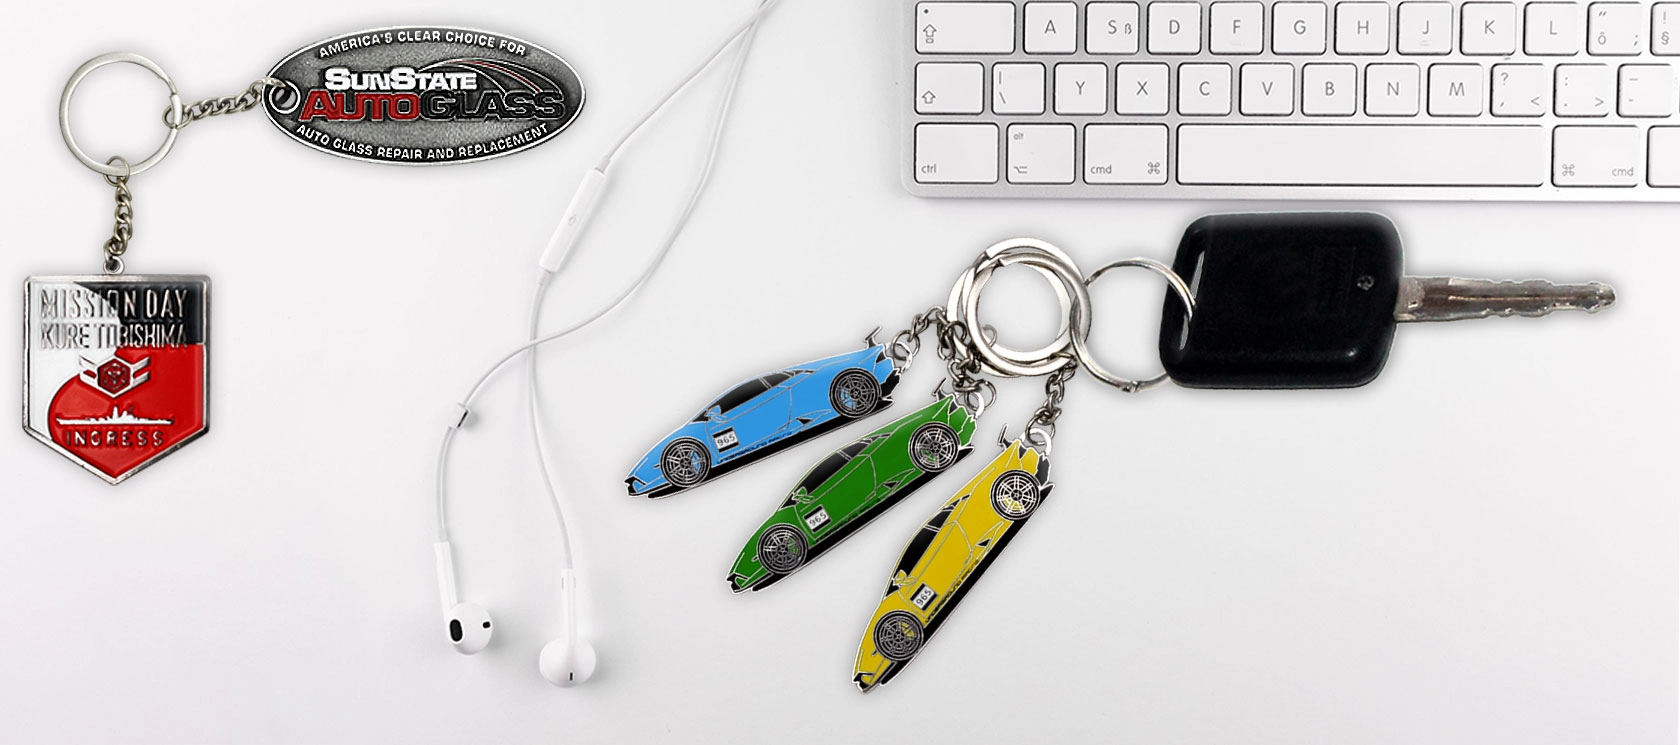 AMERICA'S CLEAR CHOICE FOR
SUNSTATE
AUTOGLASS
AUTO GLASS REPAIR AND REPLACEMENT
MISSION DAY
KURE TOBISHIMA
INGRESS
965
965
965
A S ß D F G H J K L ö " ; § !
| \ Y X C V B N M ? , < : . > _ -
ctrl alt cmd ⌘ ⌘ cmd